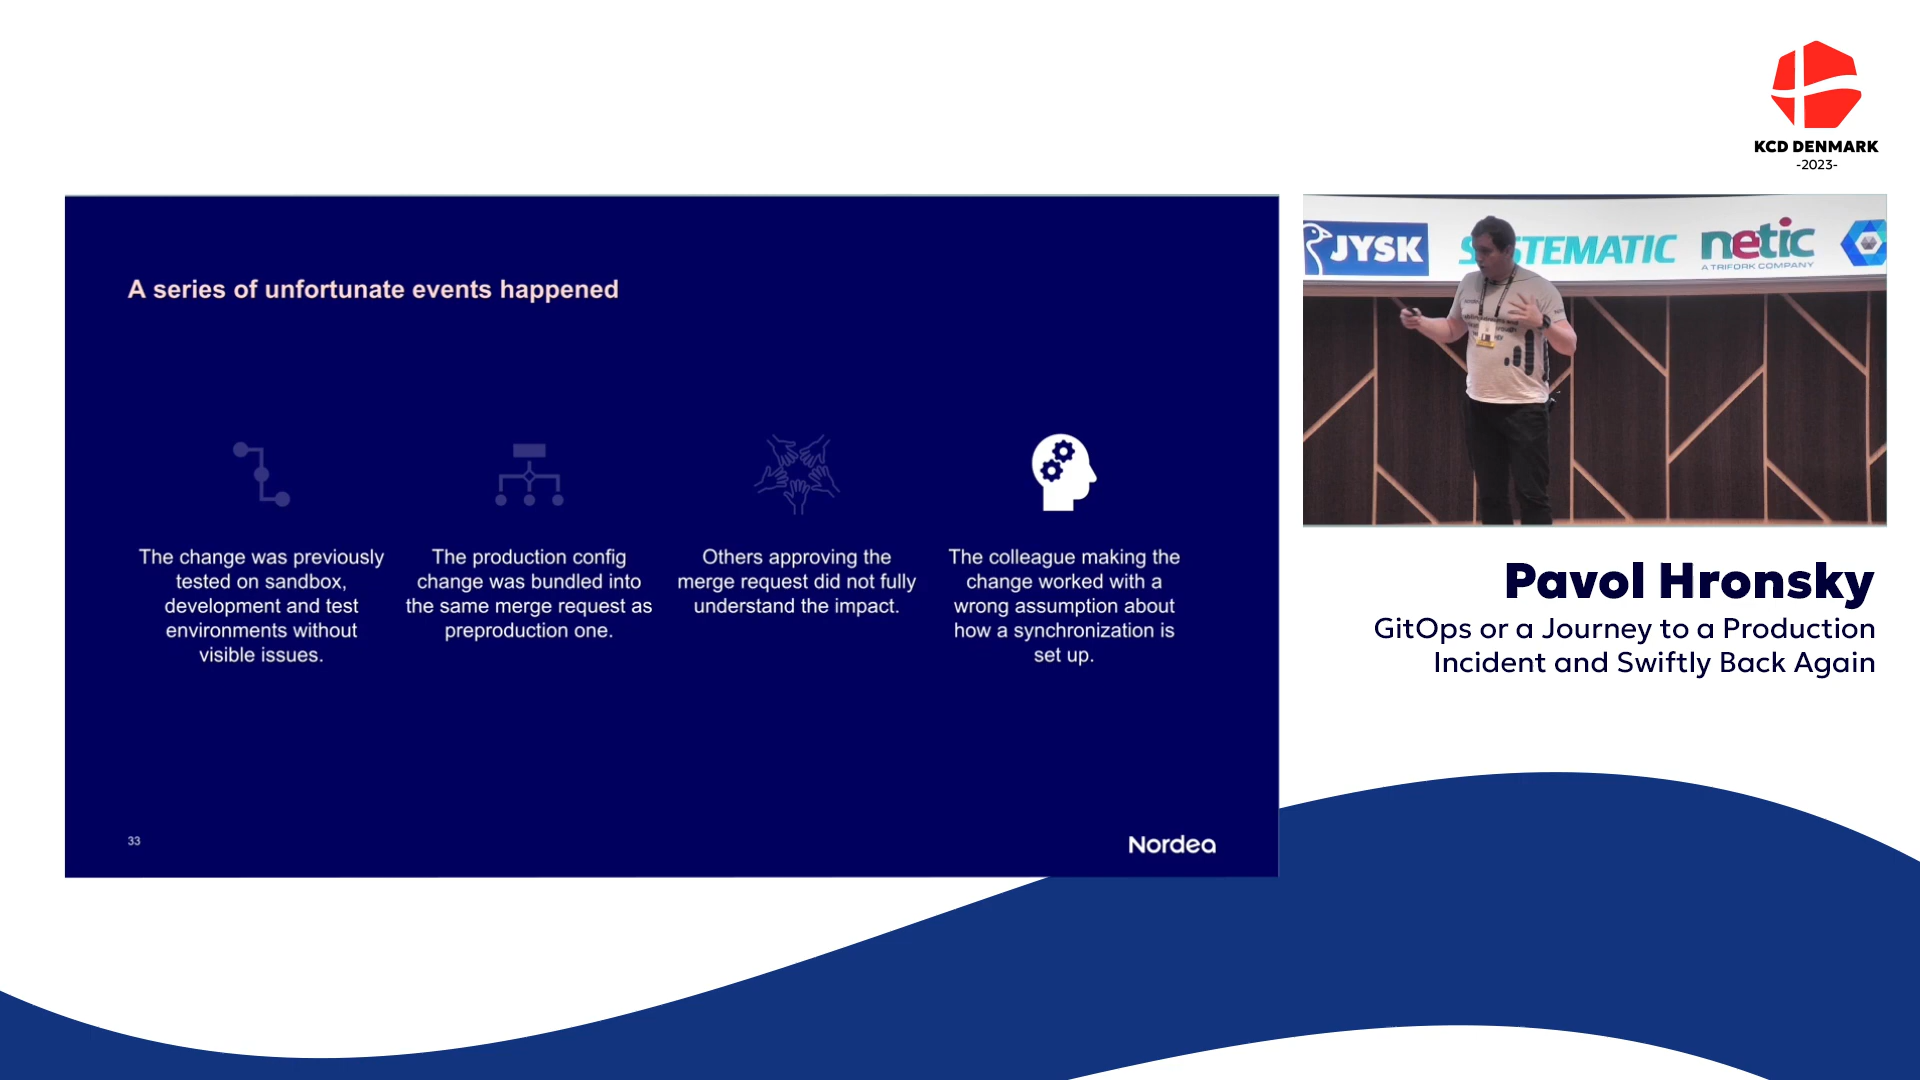 KCD DENMARK
-2023-
A series of unfortunate events happened
The change was previously
tested on sandbox,
development and test
environments without
visible issues.
The production config
change was bundled into
the same merge request as
preproduction one.
Others approving the
merge request did not fully
understand the impact.
The colleague making the
change worked with a
wrong assumption about
how a synchronization is
set up.
33
Nordea
JYSK
STEMATIC
netic
A TRIFORK COMPANY
Pavol Hronsky
GitOps or a Journey to a Production
Incident and Swiftly Back Again